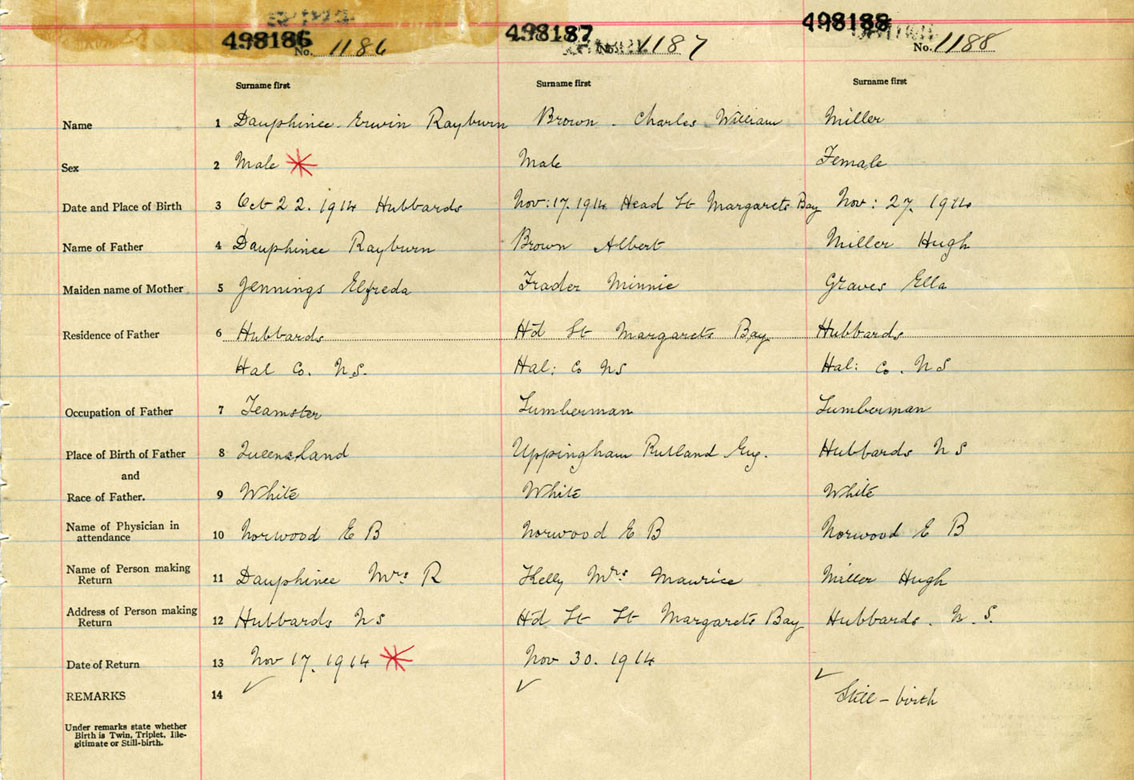 498186 498187 498188
No. 1186 No. 1187 No. 1188
Surname first Surname first Surname first
Name 1 Dauphinee Erwin Rayburn Brown. Charles William Miller
Sex 2 Male Male Female
Date and Place of Birth 3 Oct 22. 1914 Hubbards Nov: 17. 1914 Head St Margarets Bay Nov: 27. 1914
Name of Father 4 Dauphinee Rayburn Brown Albert Miller Hugh
Maiden name of Mother 5 Jennings Elfreda Frader Minnie Graves Ella
Residence of Father 6 Hubbards Hd St Margarets Bay Hubbards
Hal Co. N.S. Hal: Co NS Hal: Co. N.S
Occupation of Father 7 Teamster Lumberman Lumberman
Place of Birth of Father 8 Queensland Uppingham Rutland Eng. Hubbards N S
and
Race of Father. 9 White White White
Name of Physician in
attendance 10 Norwood E B Norwood E B Norwood E B
Name of Person making
Return 11 Dauphinee Mrs R Kelly Mrs Maurice Miller Hugh
Address of Person making
Return 12 Hubbards NS Hd St St Margarets Bay Hubbards. N. S.
Date of Return 13 Nov 17. 1914 Nov 30. 1914
REMARKS 14 Still-birth
Under remarks state whether
Birth is Twin, Triplet, Ille-
gitimate or Still-birth.